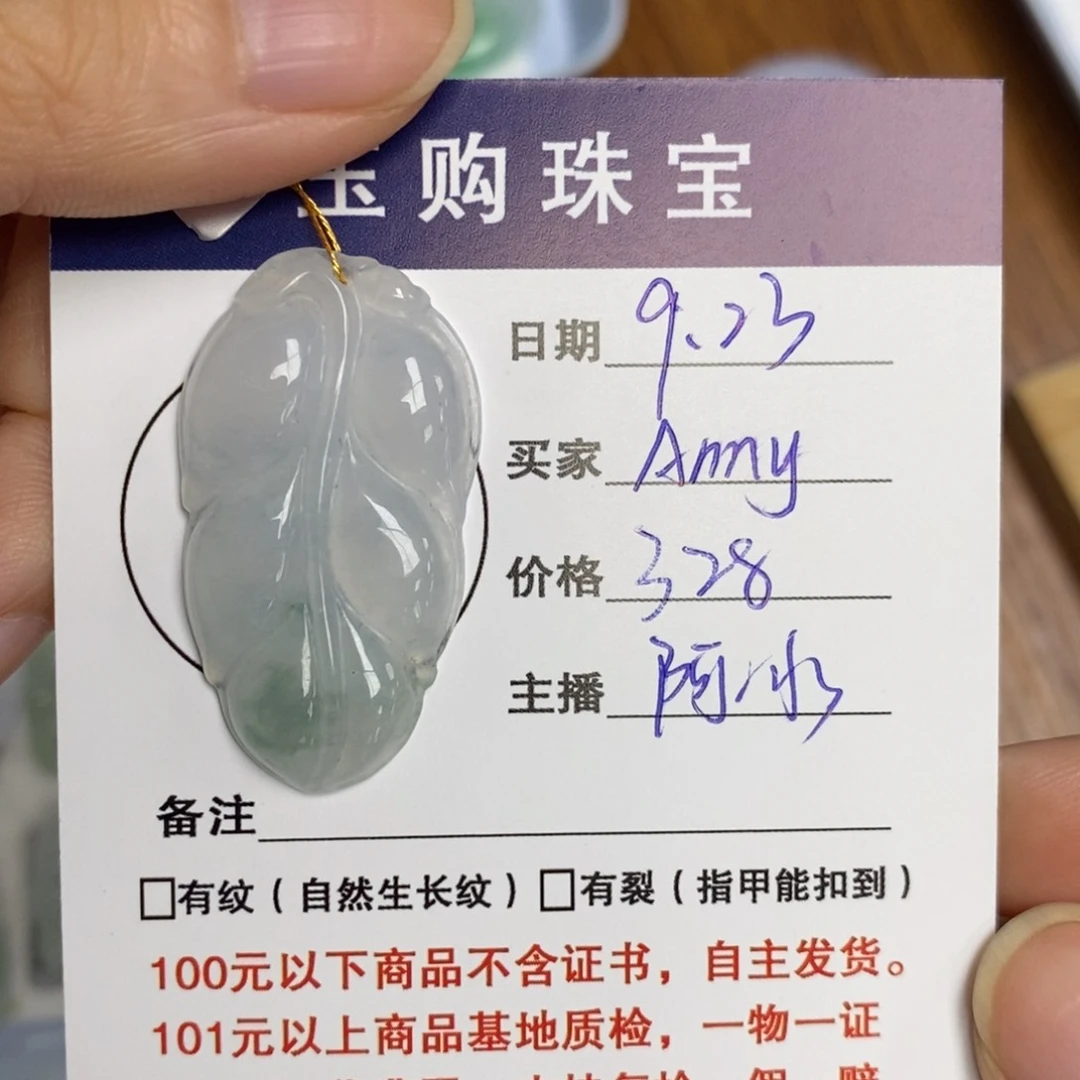 购珠宝
日期 9.23
买家 Anny
价格 328
主播 阿水
备注
□有纹（自然生长纹）□有裂（指甲能扣到）
100元以下商品不含证书，自主发货。
101元以上商品基地质检，一物一证